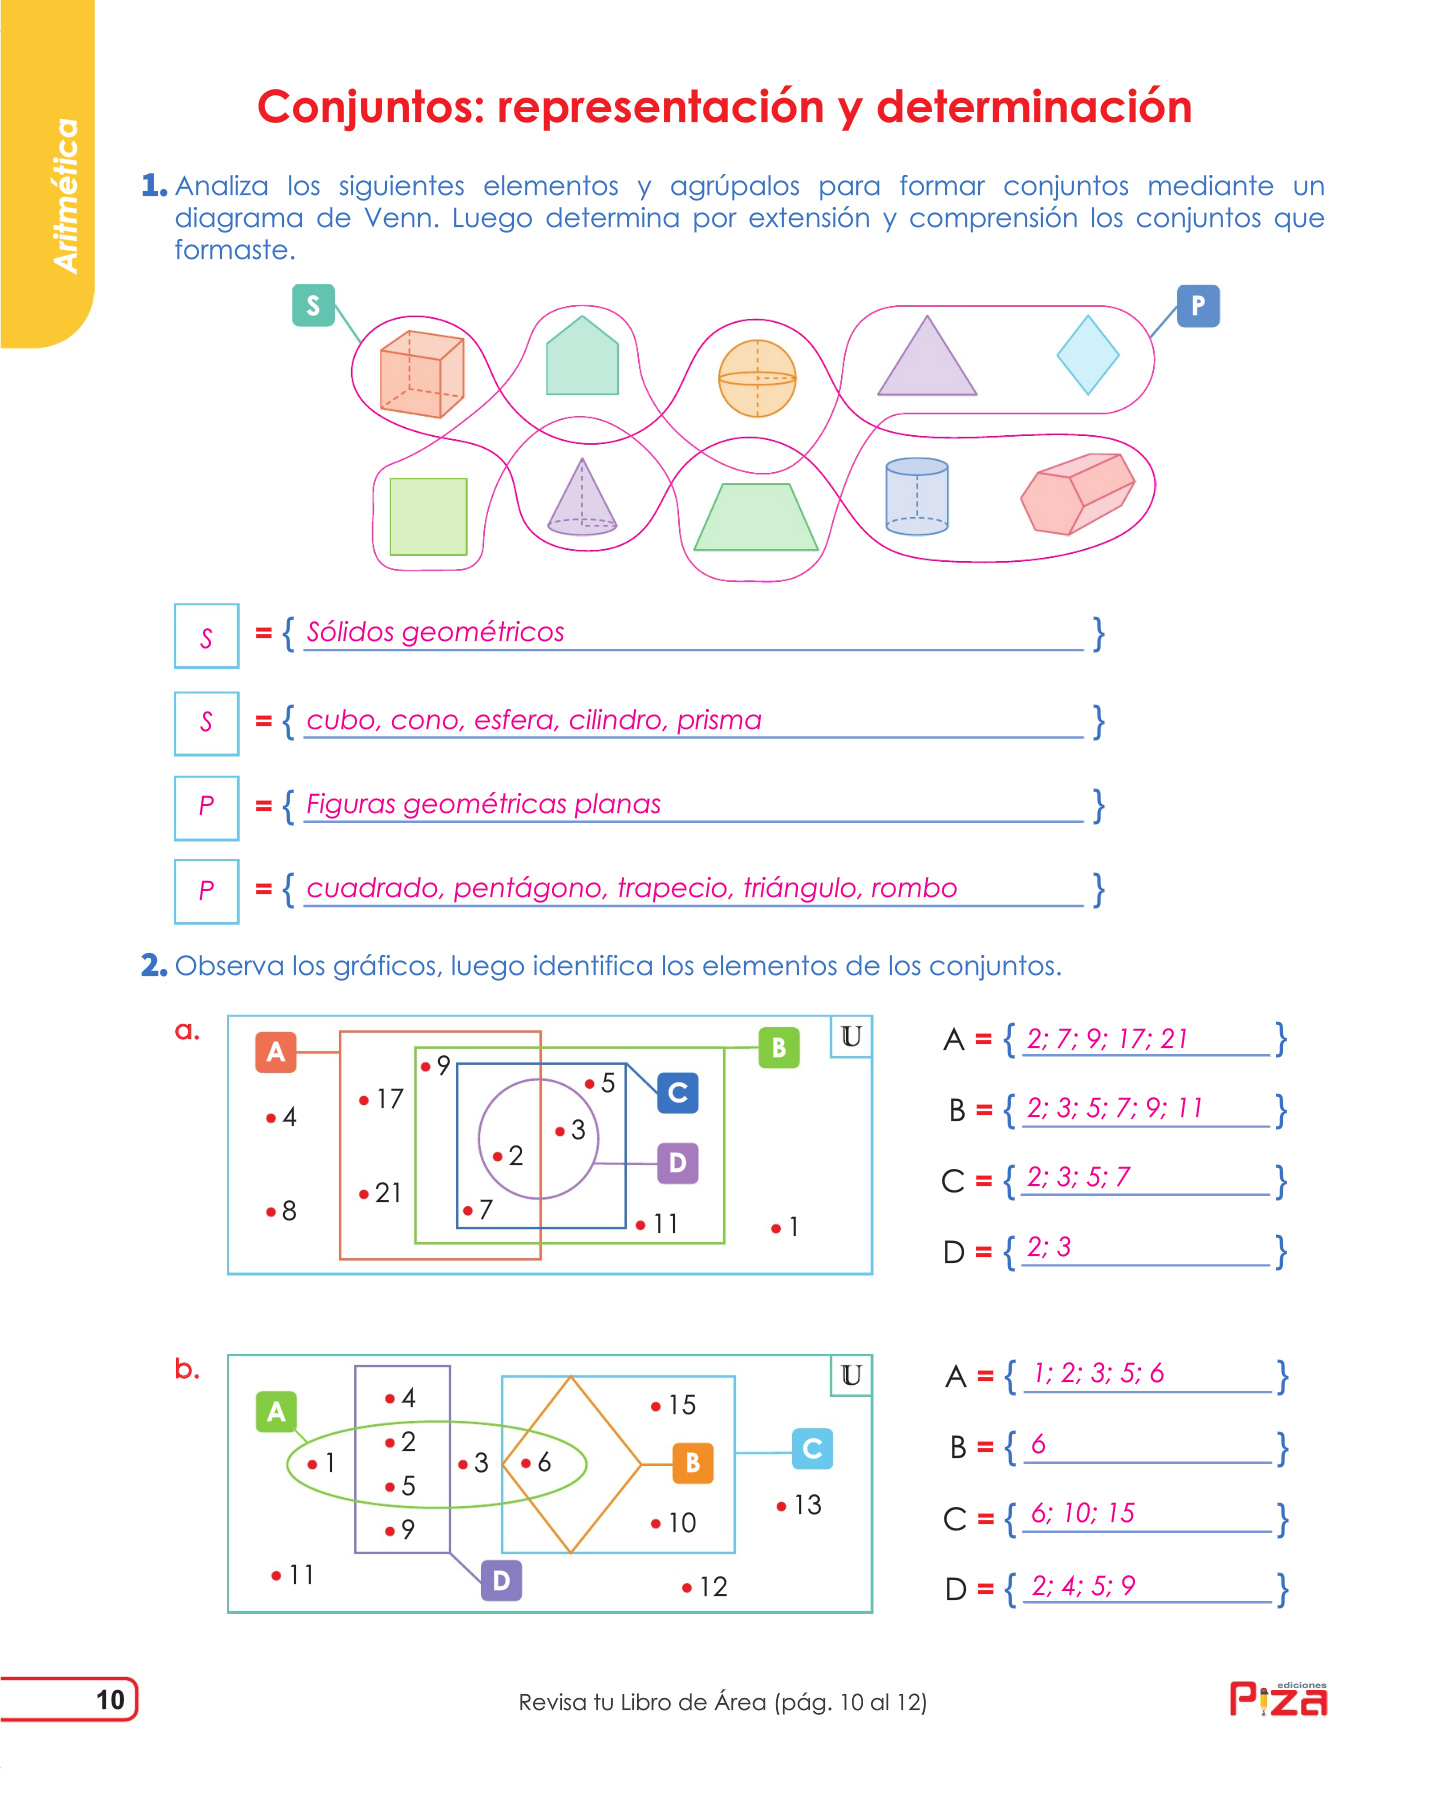 Aritmética
Conjuntos: representación y determinación
1. Analiza los siguientes elementos y agrúpalos para formar conjuntos mediante un
diagrama de Venn. Luego determina por extensión y comprensión los conjuntos que
formaste.
S
P
S = { Sólidos geométricos }
S = { cubo, cono, esfera, cilindro, prisma }
P = { Figuras geométricas planas }
P = { cuadrado, pentágono, trapecio, triángulo, rombo }
2. Observa los gráficos, luego identifica los elementos de los conjuntos.
a.
A
B
U
9
5
C
17
4
3
2
D
21
7
8
11
1
A = { 2; 7; 9; 17; 21 }
B = { 2; 3; 5; 7; 9; 11 }
C = { 2; 3; 5; 7 }
D = { 2; 3 }
b.
U
4
15
A
2
C
1
3
6
B
5
13
9
10
11
D
12
A = { 1; 2; 3; 5; 6 }
B = { 6 }
C = { 6; 10; 15 }
D = { 2; 4; 5; 9 }
10
Revisa tu Libro de Área (pág. 10 al 12)
ediciones
Piza